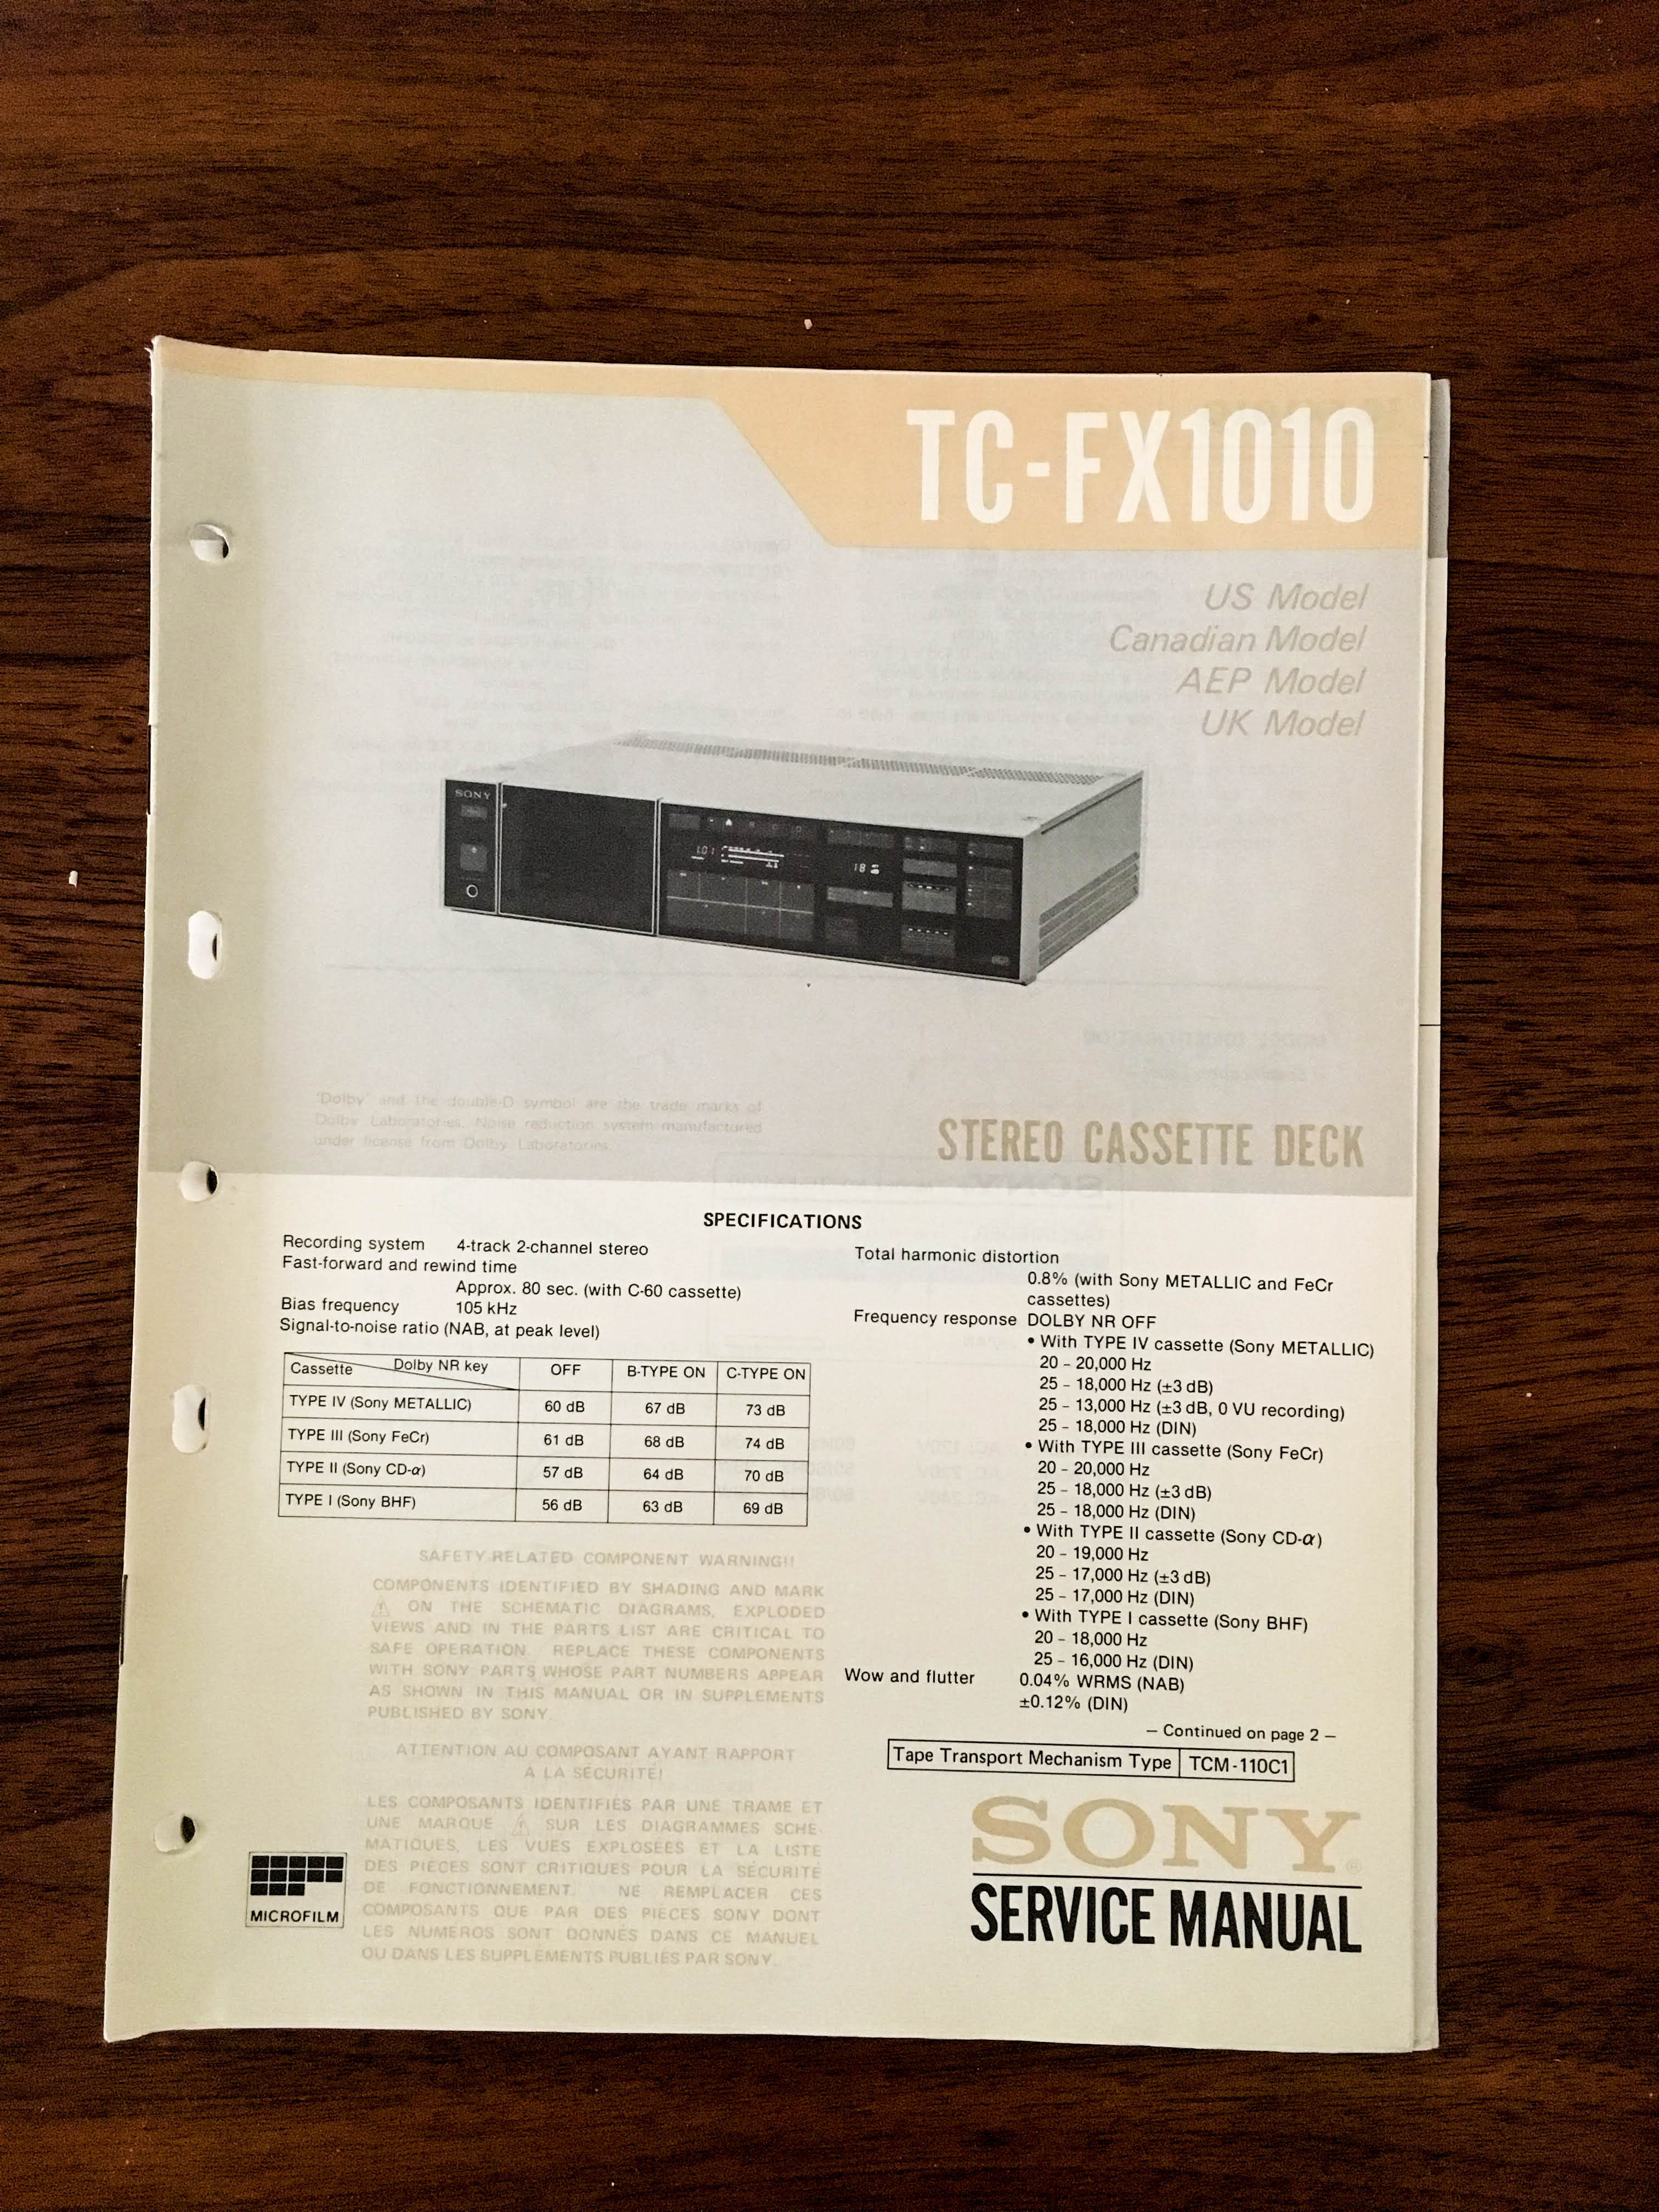 TC-FX1010
US Model
Canadian Model
AEP Model
UK Model
SONY
'Dolby' and the double-D symbol are the trade marks of
Dolby Laboratories. Noise reduction system manufactured
under license from Dolby Laboratories.
STEREO CASSETTE DECK
SPECIFICATIONS
Recording system 4-track 2-channel stereo
Fast-forward and rewind time
Approx. 80 sec. (with C-60 cassette)
Bias frequency 105 kHz
Signal-to-noise ratio (NAB, at peak level)
Cassette Dolby NR key OFF B-TYPE ON C-TYPE ON
TYPE IV (Sony METALLIC) 60 dB 67 dB 73 dB
TYPE III (Sony FeCr) 61 dB 68 dB 74 dB
TYPE II (Sony CD-α) 57 dB 64 dB 70 dB
TYPE I (Sony BHF) 56 dB 63 dB 69 dB
SAFETY-RELATED COMPONENT WARNING!!
COMPONENTS IDENTIFIED BY SHADING AND MARK
⚠ ON THE SCHEMATIC DIAGRAMS, EXPLODED
VIEWS AND IN THE PARTS LIST ARE CRITICAL TO
SAFE OPERATION. REPLACE THESE COMPONENTS
WITH SONY PARTS WHOSE PART NUMBERS APPEAR
AS SHOWN IN THIS MANUAL OR IN SUPPLEMENTS
PUBLISHED BY SONY.
ATTENTION AU COMPOSANT AYANT RAPPORT
À LA SÉCURITÉ!
LES COMPOSANTS IDENTIFIÉS PAR UNE TRAME ET
UNE MARQUE ⚠ SUR LES DIAGRAMMES SCHÉ-
MATIQUES, LES VUES EXPLOSÉES ET LA LISTE
DES PIÈCES SONT CRITIQUES POUR LA SÉCURITÉ
DE FONCTIONNEMENT. NE REMPLACER CES
COMPOSANTS QUE PAR DES PIÈCES SONY DONT
LES NUMÉROS SONT DONNÉS DANS CE MANUEL
OU DANS LES SUPPLÉMENTS PUBLIÉS PAR SONY.
MICROFILM
Total harmonic distortion
0.8% (with Sony METALLIC and FeCr
cassettes)
Frequency response DOLBY NR OFF
• With TYPE IV cassette (Sony METALLIC)
20 – 20,000 Hz
25 – 18,000 Hz (±3 dB)
25 – 13,000 Hz (±3 dB, 0 VU recording)
25 – 18,000 Hz (DIN)
• With TYPE III cassette (Sony FeCr)
20 – 20,000 Hz
25 – 18,000 Hz (±3 dB)
25 – 18,000 Hz (DIN)
• With TYPE II cassette (Sony CD-α)
20 – 19,000 Hz
25 – 17,000 Hz (±3 dB)
25 – 17,000 Hz (DIN)
• With TYPE I cassette (Sony BHF)
20 – 18,000 Hz
25 – 16,000 Hz (DIN)
Wow and flutter 0.04% WRMS (NAB)
±0.12% (DIN)
– Continued on page 2 –
Tape Transport Mechanism Type TCM-110C1
SONY®
SERVICE MANUAL